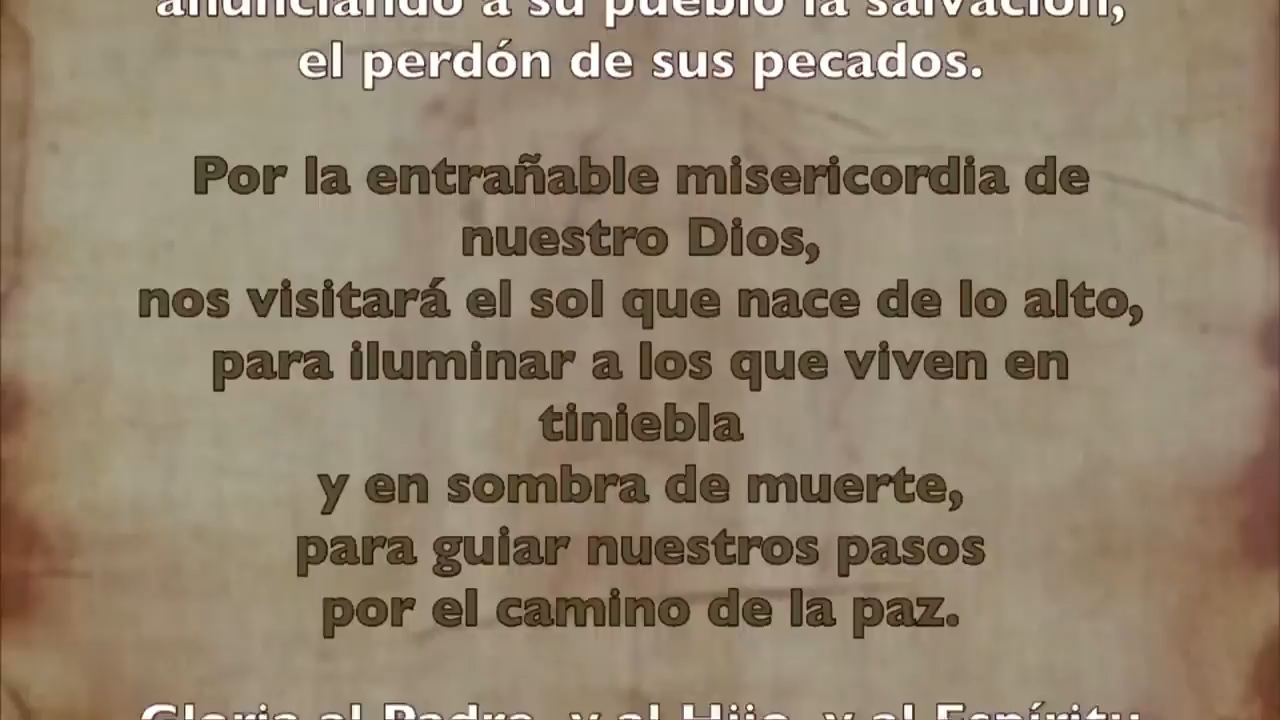 anunciando a su pueblo la salvación,
el perdón de sus pecados.
Por la entrañable misericordia de
nuestro Dios,
nos visitará el sol que nace de lo alto,
para iluminar a los que viven en
tiniebla
y en sombra de muerte,
para guiar nuestros pasos
por el camino de la paz.
Gloria al Padre, y al Hijo, y al Espíritu